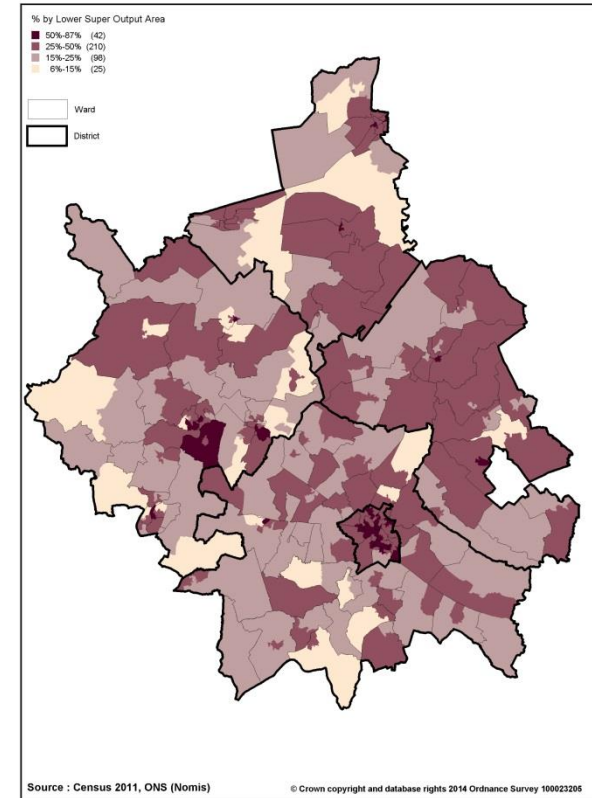 % by Lower Super Output Area
50%-87% (42)
25%-50% (210)
15%-25% (98)
6%-15% (25)
Ward
District
Source : Census 2011, ONS (Nomis)
© Crown copyright and database rights 2014 Ordnance Survey 100023205